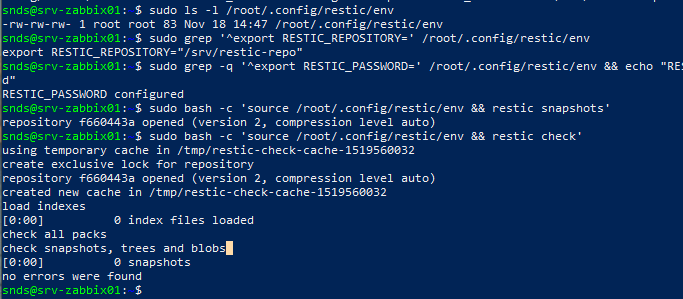 snds@srv-zabbix01:~$ sudo ls -l /root/.config/restic/env
-rw-rw-rw- 1 root root 83 Nov 18 14:47 /root/.config/restic/env
snds@srv-zabbix01:~$ sudo grep '^export RESTIC_REPOSITORY=' /root/.config/restic/env
export RESTIC_REPOSITORY="/srv/restic-repo"
snds@srv-zabbix01:~$ sudo grep -q '^export RESTIC_PASSWORD=' /root/.config/restic/env && echo "RES
d"
RESTIC_PASSWORD configured
snds@srv-zabbix01:~$ sudo bash -c 'source /root/.config/restic/env && restic snapshots'
repository f660443a opened (version 2, compression level auto)
snds@srv-zabbix01:~$ sudo bash -c 'source /root/.config/restic/env && restic check'
using temporary cache in /tmp/restic-check-cache-1519560032
create exclusive lock for repository
repository f660443a opened (version 2, compression level auto)
created new cache in /tmp/restic-check-cache-1519560032
load indexes
[0:00]          0 index files loaded
check all packs
check snapshots, trees and blobs
[0:00]          0 snapshots
no errors were found
snds@srv-zabbix01:~$